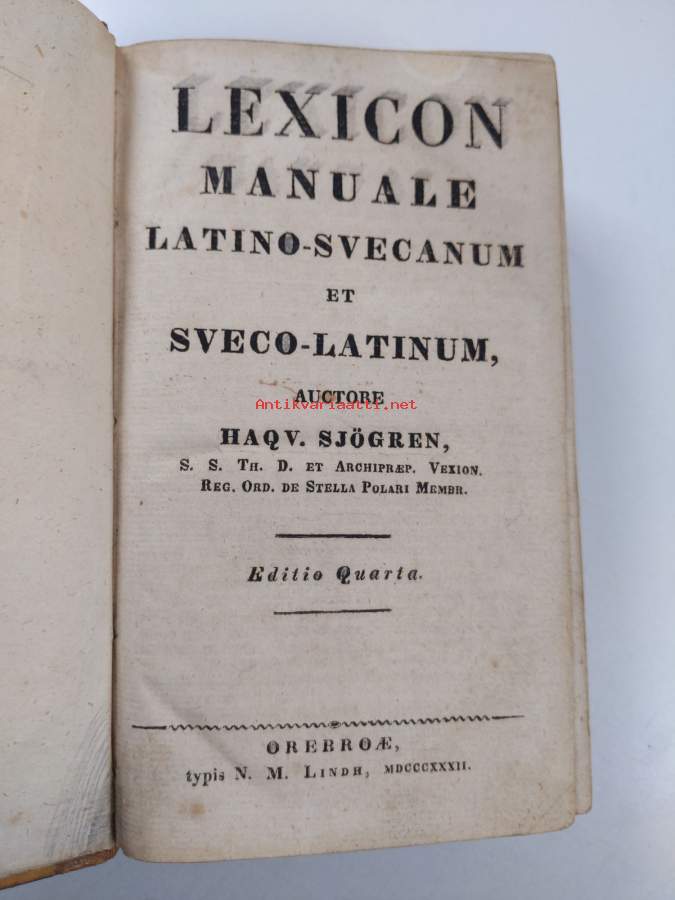 LEXICON
MANUALE
LATINO-SVECANUM
ET
SVECO-LATINUM,
AUCTORE
Antikvariaatti.net
HAQV. SJÖGREN,
S. S. TH. D. ET ARCHIPRÆP. VEXION.
REG. ORD. DE STELLA POLARI MEMBR.
Editio Quarta.
OREBROÆ,
typis N. M. LINDH, MDCCCXXXII.